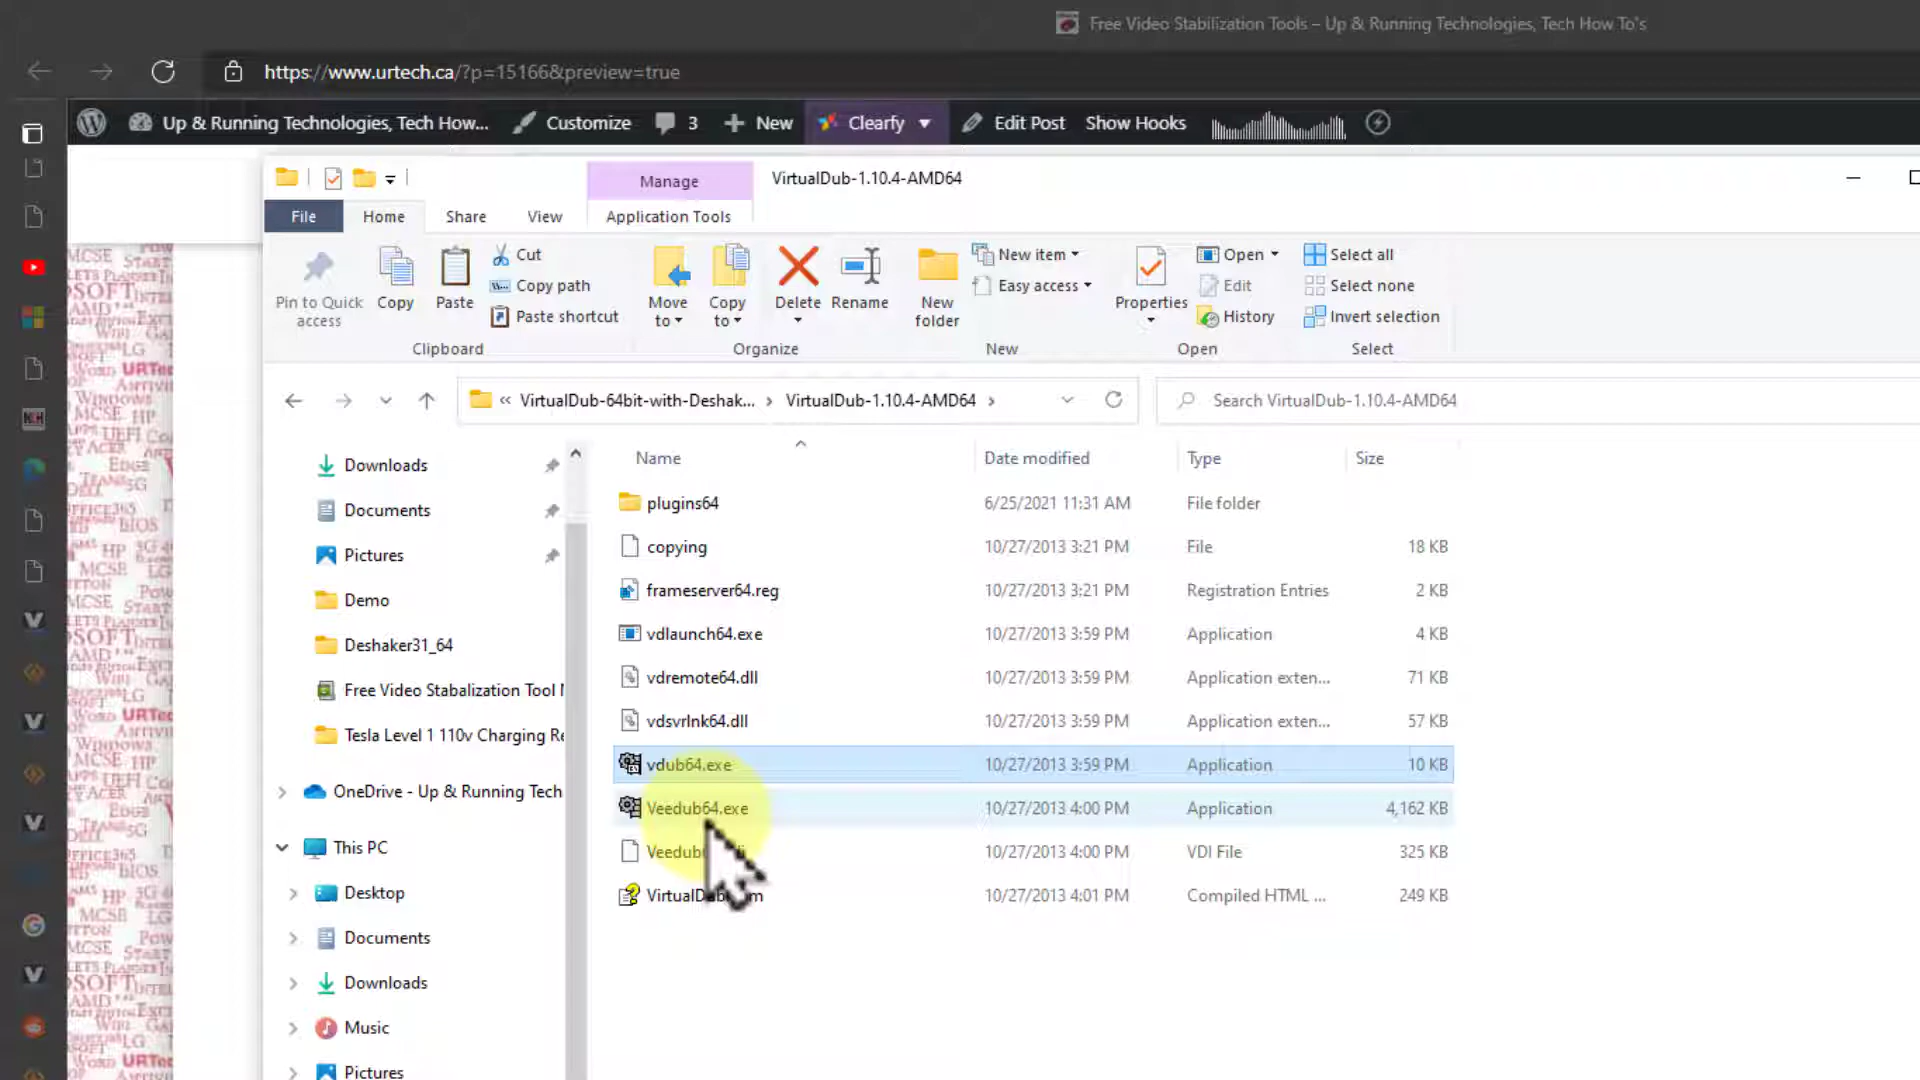 Free Video Stabilization Tools – Up & Running Technologies, Tech How To's
https://www.urtech.ca/?p=15166&preview=true
Up & Running Technologies, Tech How... Customize 3 New Clearfy Edit Post Show Hooks
Manage VirtualDub-1.10.4-AMD64
File Home Share View Application Tools
Pin to Quick access
Copy
Paste
Cut
Copy path
Paste shortcut
Move to
Copy to
Delete
Rename
New folder
New item
Easy access
Properties
Open
Edit
History
Select all
Select none
Invert selection
Clipboard Organize New Open Select
« VirtualDub-64bit-with-Deshak... › VirtualDub-1.10.4-AMD64 ›
Search VirtualDub-1.10.4-AMD64
Downloads
Documents
Pictures
Demo
Deshaker31_64
Free Video Stabalization Tool
Tesla Level 1 110v Charging Re
OneDrive - Up & Running Tech
This PC
Desktop
Documents
Downloads
Music
Pictures
Name Date modified Type Size
plugins64 6/25/2021 11:31 AM File folder
copying 10/27/2013 3:21 PM File 18 KB
frameserver64.reg 10/27/2013 3:21 PM Registration Entries 2 KB
vdlaunch64.exe 10/27/2013 3:59 PM Application 4 KB
vdremote64.dll 10/27/2013 3:59 PM Application exten... 71 KB
vdsvrlnk64.dll 10/27/2013 3:59 PM Application exten... 57 KB
vdub64.exe 10/27/2013 3:59 PM Application 10 KB
Veedub64.exe 10/27/2013 4:00 PM Application 4,162 KB
10/27/2013 4:00 PM VDI File 325 KB
10/27/2013 4:01 PM Compiled HTML ... 249 KB